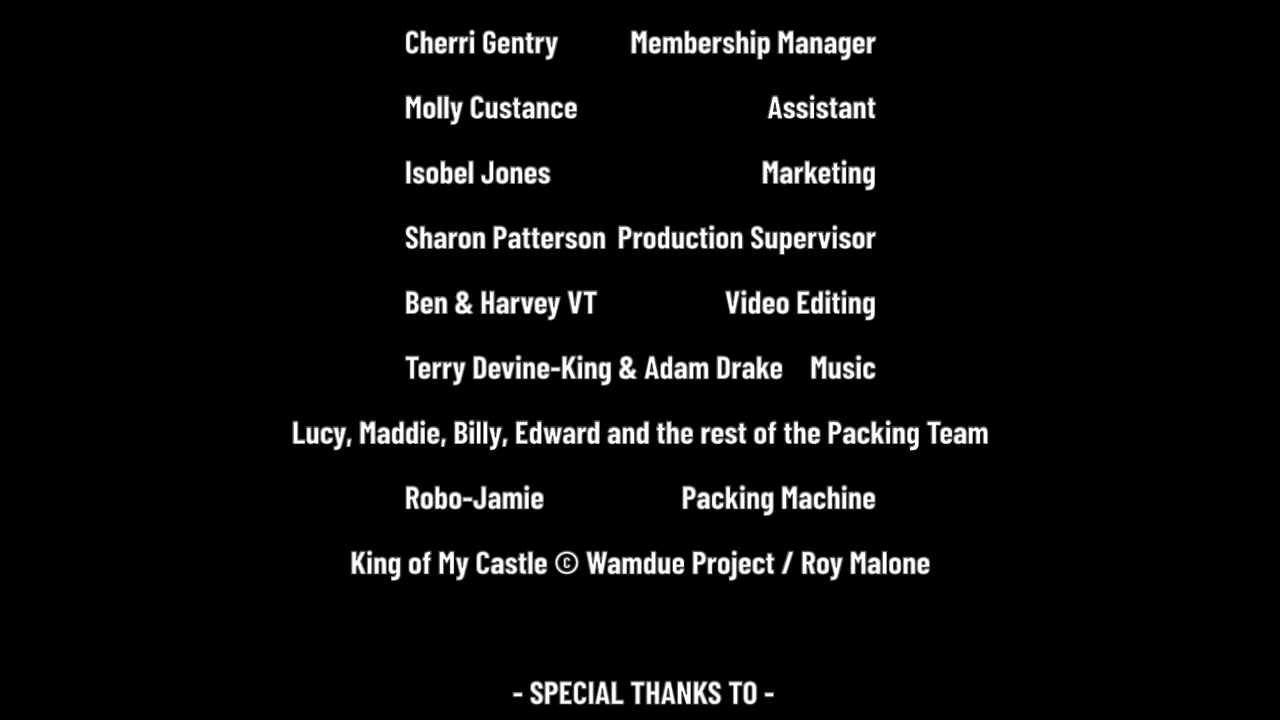 Cherri Gentry Membership Manager
Molly Custance Assistant
Isobel Jones Marketing
Sharon Patterson Production Supervisor
Ben & Harvey VT Video Editing
Terry Devine-King & Adam Drake Music
Lucy, Maddie, Billy, Edward and the rest of the Packing Team
Robo-Jamie Packing Machine
King of My Castle © Wamdue Project / Roy Malone
- SPECIAL THANKS TO -